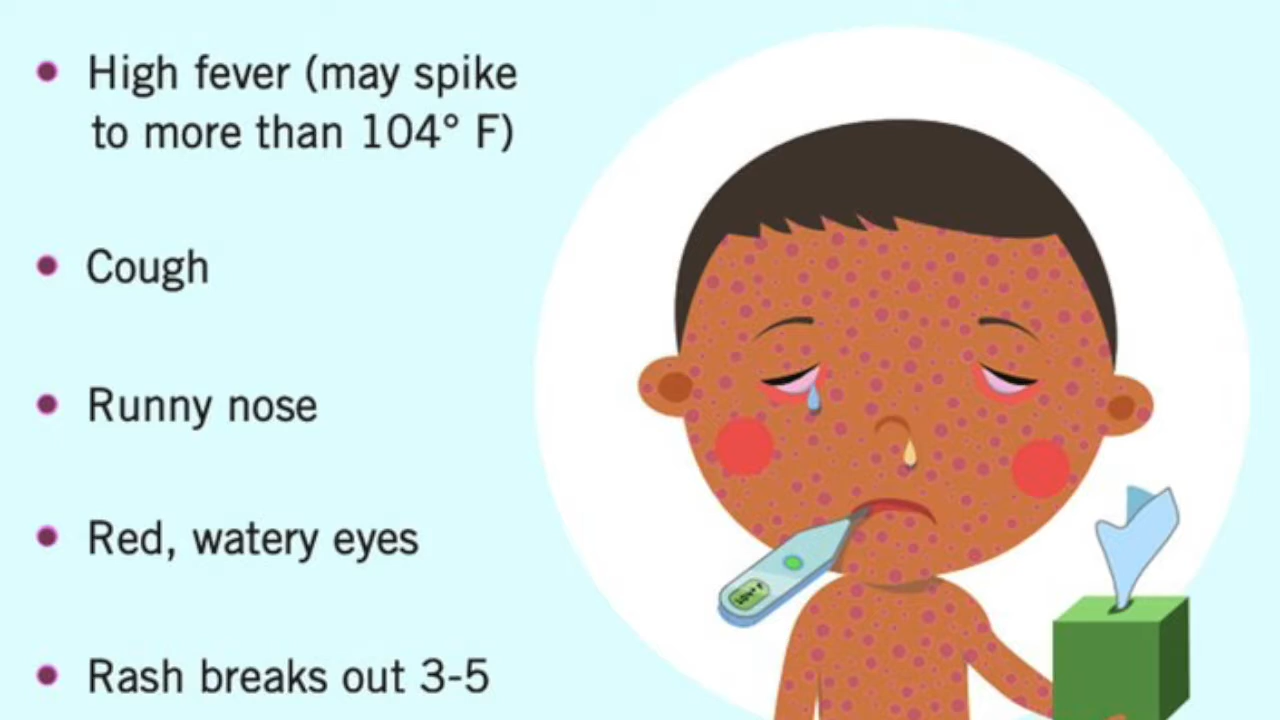 High fever (may spike
to more than 104° F)
Cough
Runny nose
Red, watery eyes
Rash breaks out 3-5
104° F